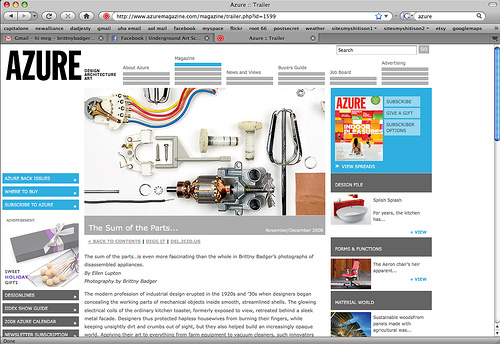 Azure :: Trailer
http://www.azuremagazine.com/magazine/trailer.php?id=1599
azure
capitalone newalliance dadjesty gmail aha email aol mail facebook myspace flickr root 66 postsecret weather sitesmyshitison1 sitesmyshitison2 etsy googlemaps
Facebook | Underground Art Sc...
Azure :: Trailer
Search
GO
AZURE
DESIGN
ARCHITECTURE
ART
About Azure
Magazine
News and Views
Buyers Guide
Job Board
Advertising
AZURE
INDOOR
PLEASURES
SUBSCRIBE
GIVE A GIFT
SUBSCRIBER
OPTIONS
» VIEW SPREADS
AZURE BACK ISSUES
WHERE TO BUY
SUBSCRIBE TO AZURE
ADVERTISEMENT
SWEET
HOLIDAY
GIFTS
DESIGNLINES
IIDEX SHOW GUIDE
2008 AZURE CALENDAR
NEWSLETTER SUBSCRIPTION
The Sum of the Parts...
November/December 2008
< BACK TO CONTENTS | DIGG IT | DEL.ICIO.US
The sum of the parts..is even more fascinating than the whole in Brittny Badger's photographs of
disassembled appliances.
By Ellen Lupton
Photography by Brittny Badger
The modern profession of industrial design erupted in the 1920s and '30s when designers began
concealing the working parts of mechanical objects inside smooth, streamlined shells. The glowing
electrical coils of the ordinary kitchen toaster, formerly exposed to view, retreated behind a sleek
metal facade. Designers thus protected hapless housewives from burning their fingers, while
keeping unsightly dirt and crumbs out of sight, but they also helped build an increasingly opaque
world. Applying their art to everything from farm equipment to vacuum cleaners, such innovators
DESIGN FILE
Splish Splash
For years, the kitchen
has...
» VIEW
FORMS & FUNCTIONS
The Aeron chair's heir
apparent...
» VIEW
MATERIAL WORLD
Sustainable woodsfrom
panels made with
agricultural was...
Done